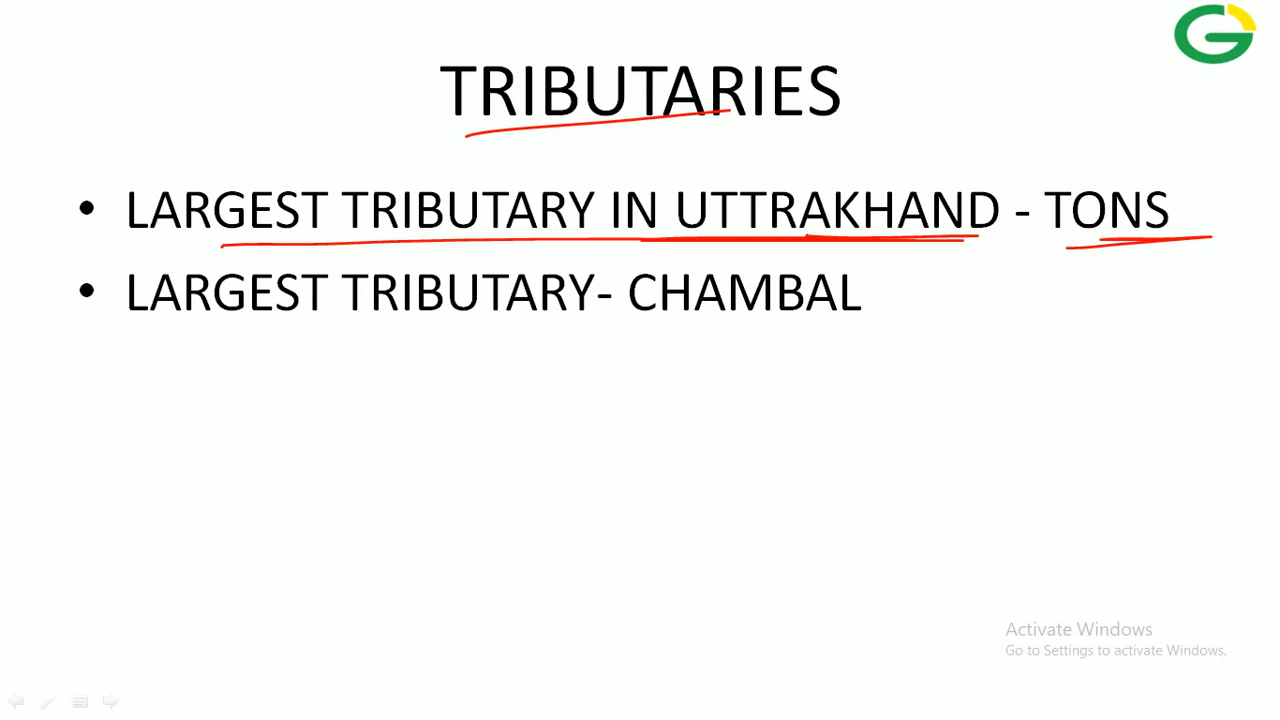 TRIBUTARIES
• LARGEST TRIBUTARY IN UTTRAKHAND - TONS
• LARGEST TRIBUTARY- CHAMBAL
Activate Windows
Go to Settings to activate Windows.